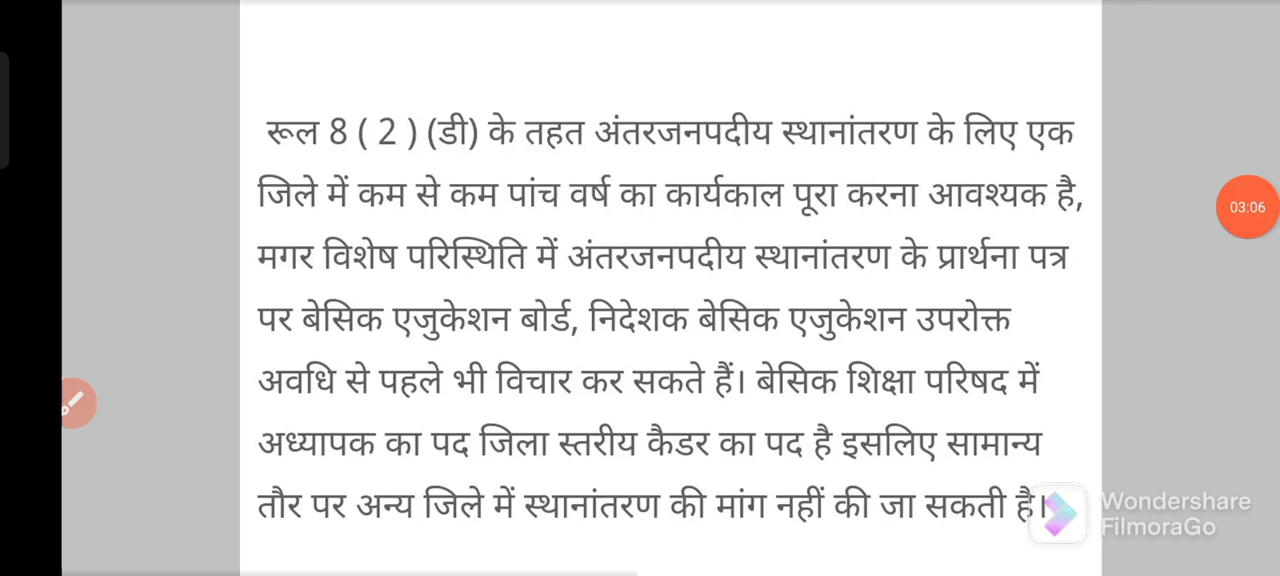 रूल 8 ( 2 ) (डी) के तहत अंतरजनपदीय स्थानांतरण के लिए एक
जिले में कम से कम पांच वर्ष का कार्यकाल पूरा करना आवश्यक है,
मगर विशेष परिस्थिति में अंतरजनपदीय स्थानांतरण के प्रार्थना पत्र
पर बेसिक एजुकेशन बोर्ड, निदेशक बेसिक एजुकेशन उपरोक्त
अवधि से पहले भी विचार कर सकते हैं। बेसिक शिक्षा परिषद में
अध्यापक का पद जिला स्तरीय कैडर का पद है इसलिए सामान्य
तौर पर अन्य जिले में स्थानांतरण की मांग नहीं की जा सकती है।
03:06
Wondershare
FilmoraGo